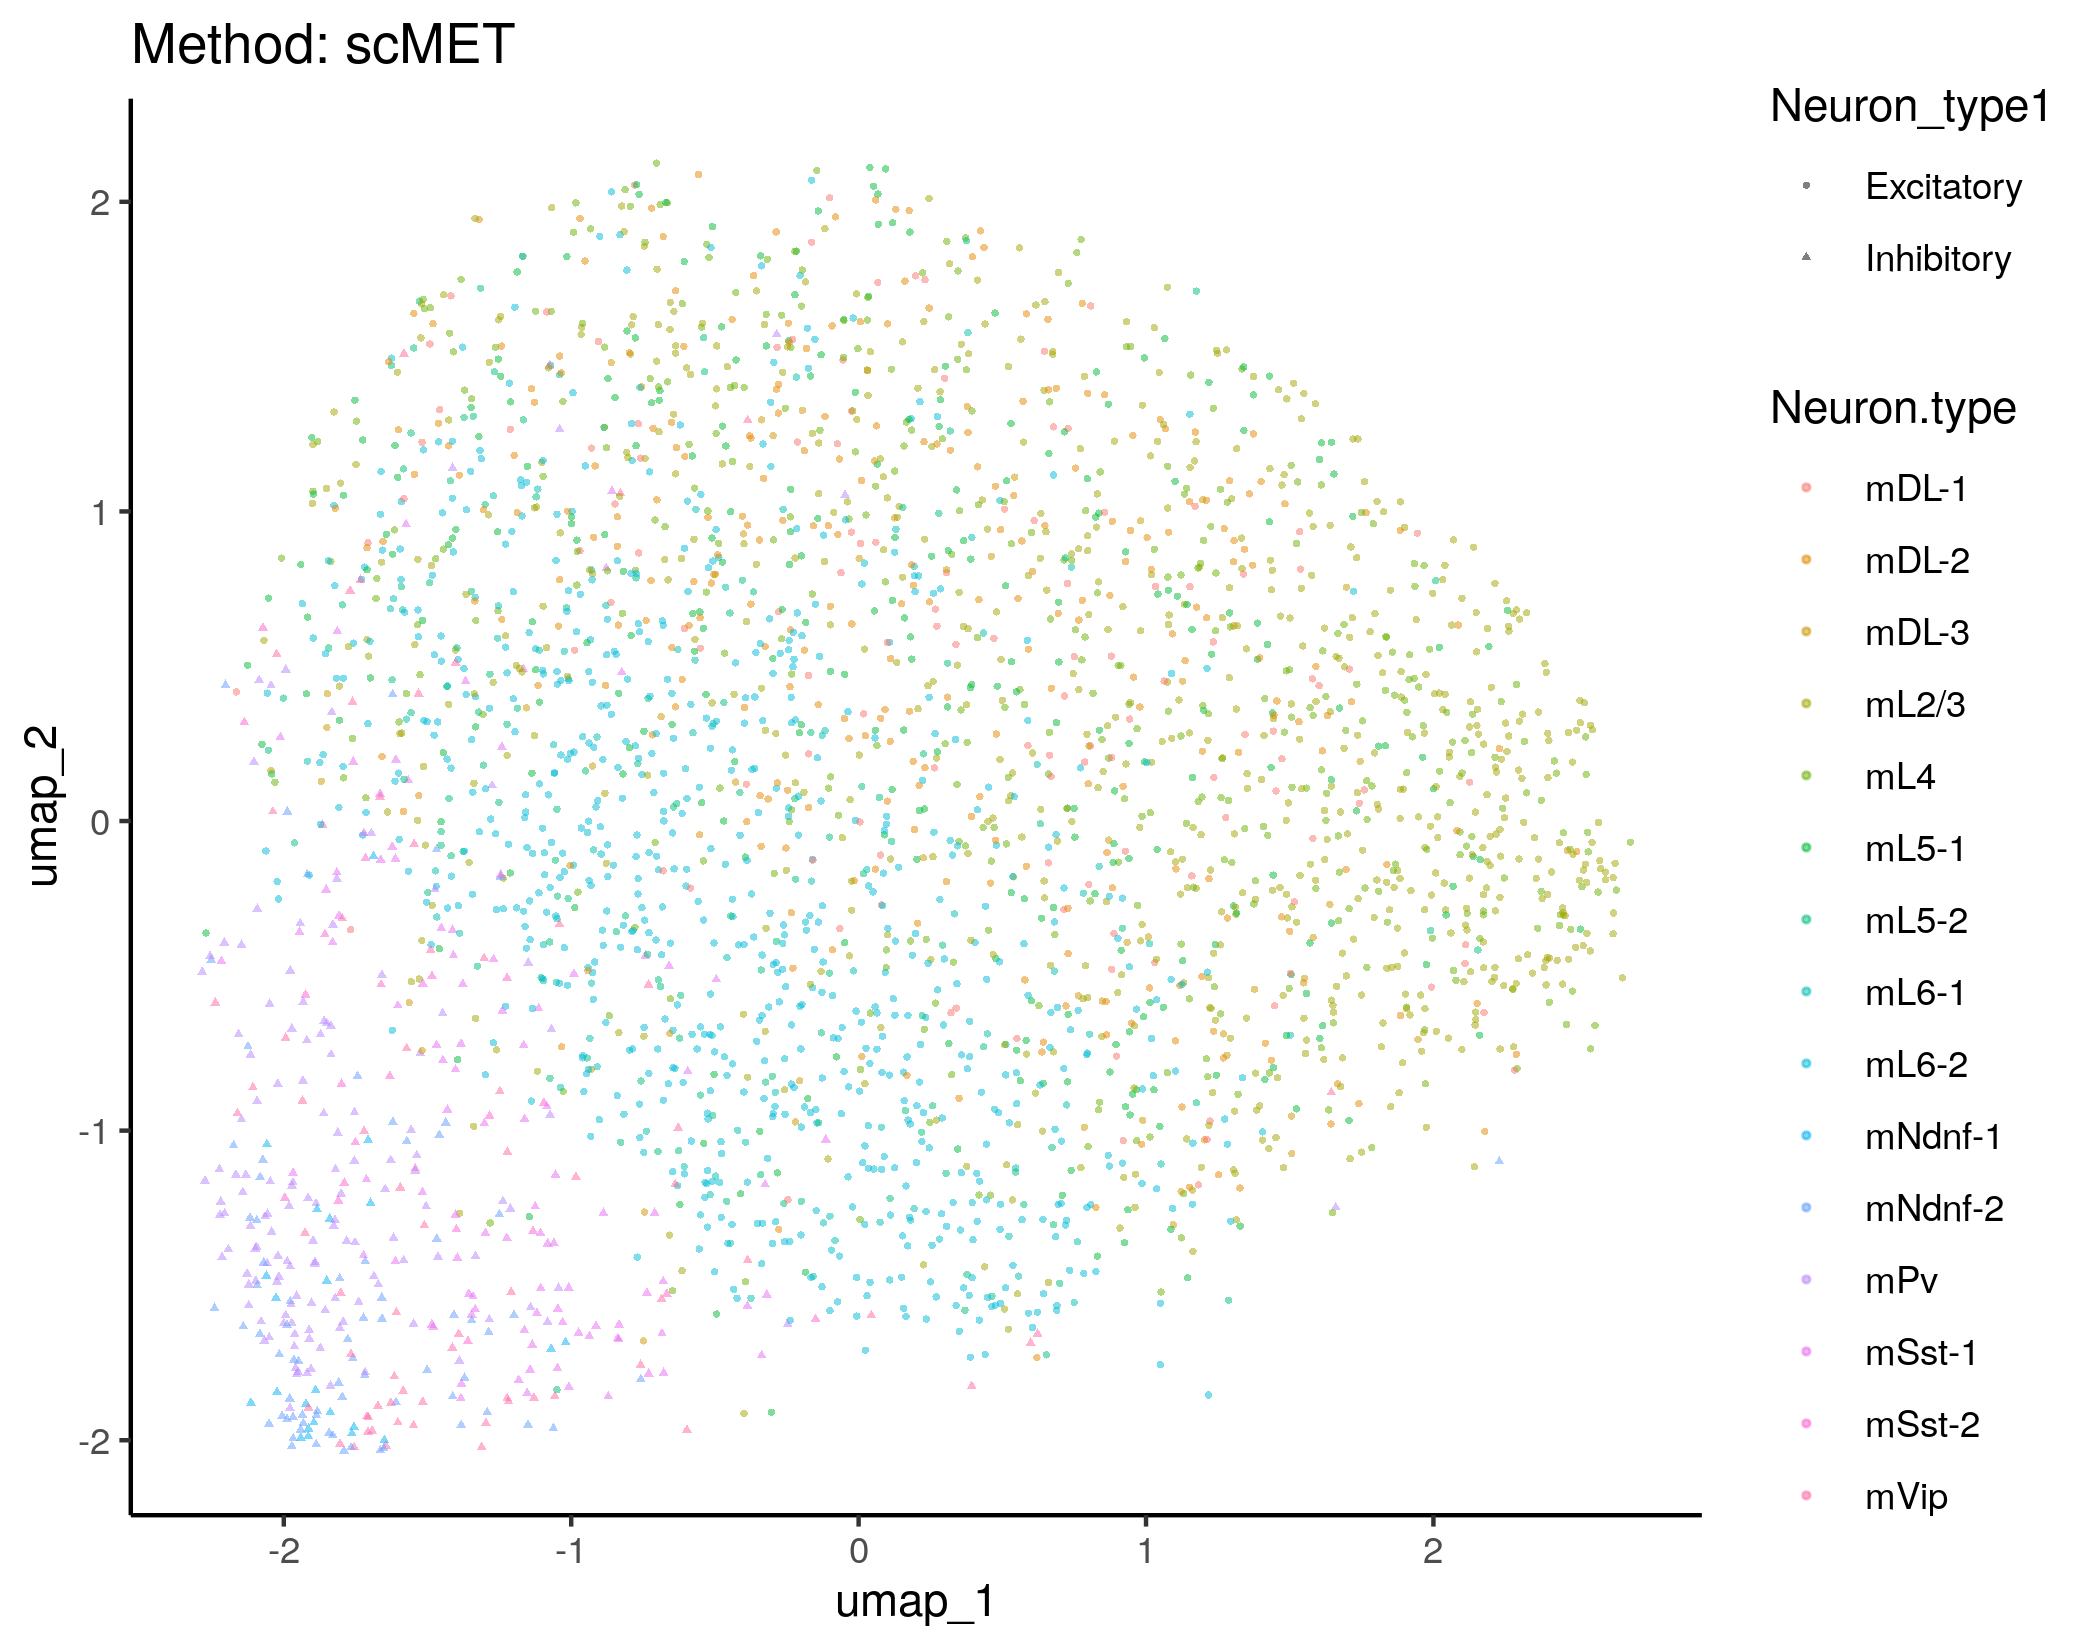 Method: scMET
umap_2
2
1
0
-1
-2
-2
-1
0
1
2
umap_1
Neuron_type1
Excitatory
Inhibitory
Neuron.type
mDL-1
mDL-2
mDL-3
mL2/3
mL4
mL5-1
mL5-2
mL6-1
mL6-2
mNdnf-1
mNdnf-2
mPv
mSst-1
mSst-2
mVip